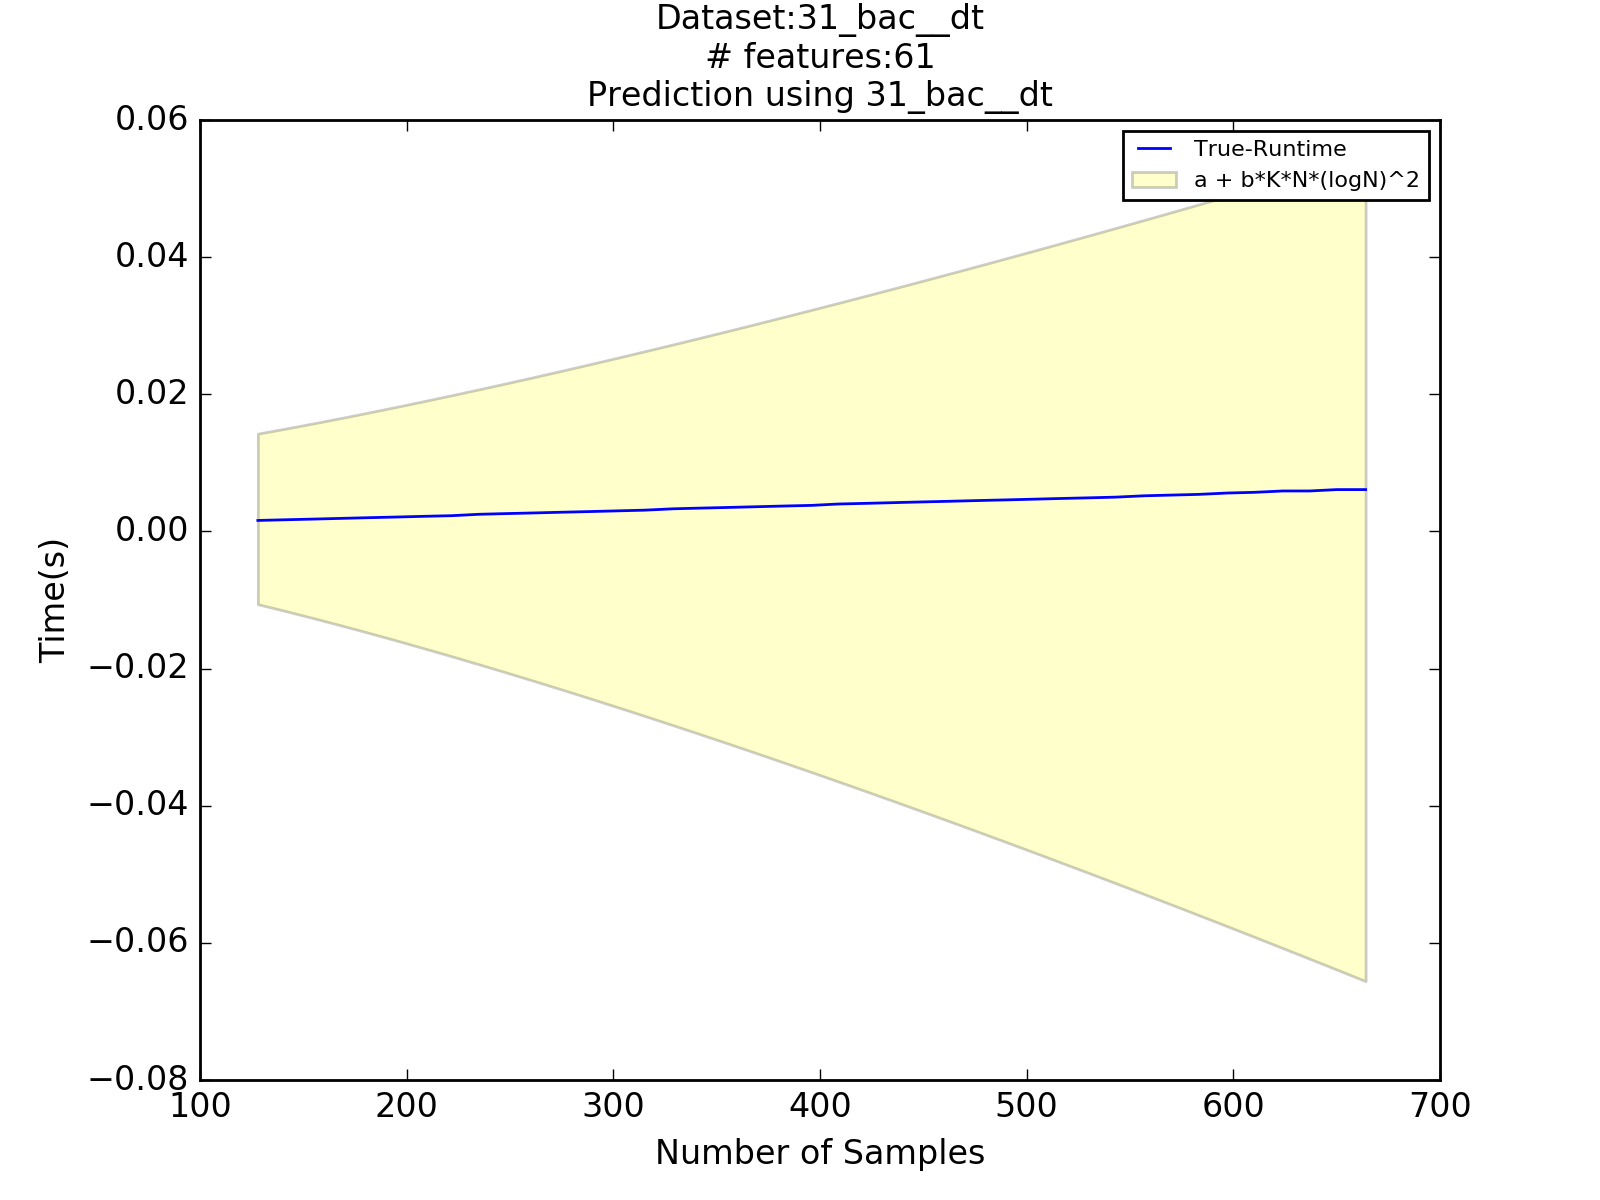 Dataset:31_bac__dt
# features:61
Prediction using 31_bac__dt
True-Runtime
a + b*K*N*(logN)^2
0.06
0.04
0.02
0.00
−0.02
−0.04
−0.06
−0.08
Time(s)
100 200 300 400 500 600 700
Number of Samples